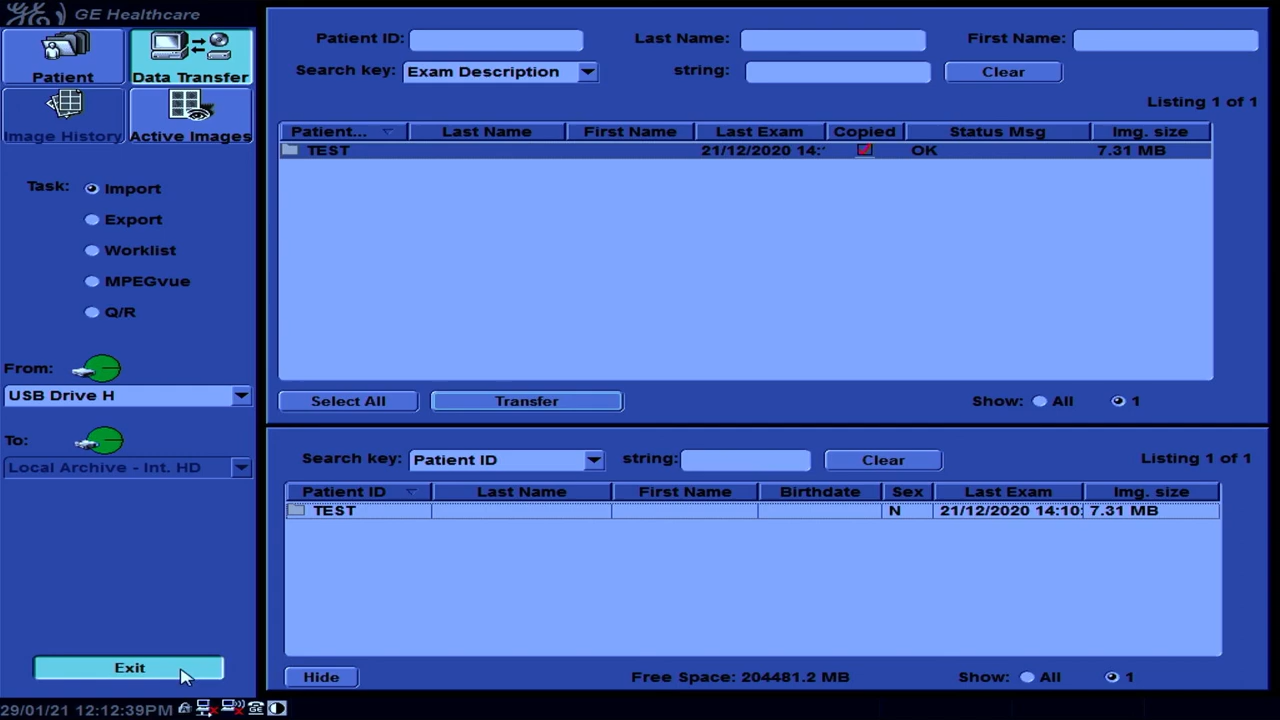 GE Healthcare
Patient
Data Transfer
Image History
Active Images
Task:
Import
Export
Worklist
MPEGvue
Q/R
From:
USB Drive H
To:
Local Archive - Int. HD
Exit
29/01/21 12:12:39PM
Patient ID:
Last Name:
First Name:
Search key: Exam Description
string:
Clear
Listing 1 of 1
Patient... Last Name First Name Last Exam Copied Status Msg Img. size
TEST 21/12/2020 14: OK 7.31 MB
Select All
Transfer
Show: All 1
Search key: Patient ID
string:
Clear
Listing 1 of 1
Patient ID Last Name First Name Birthdate Sex Last Exam Img. size
TEST N 21/12/2020 14:10: 7.31 MB
Hide
Free Space: 204481.2 MB
Show: All 1